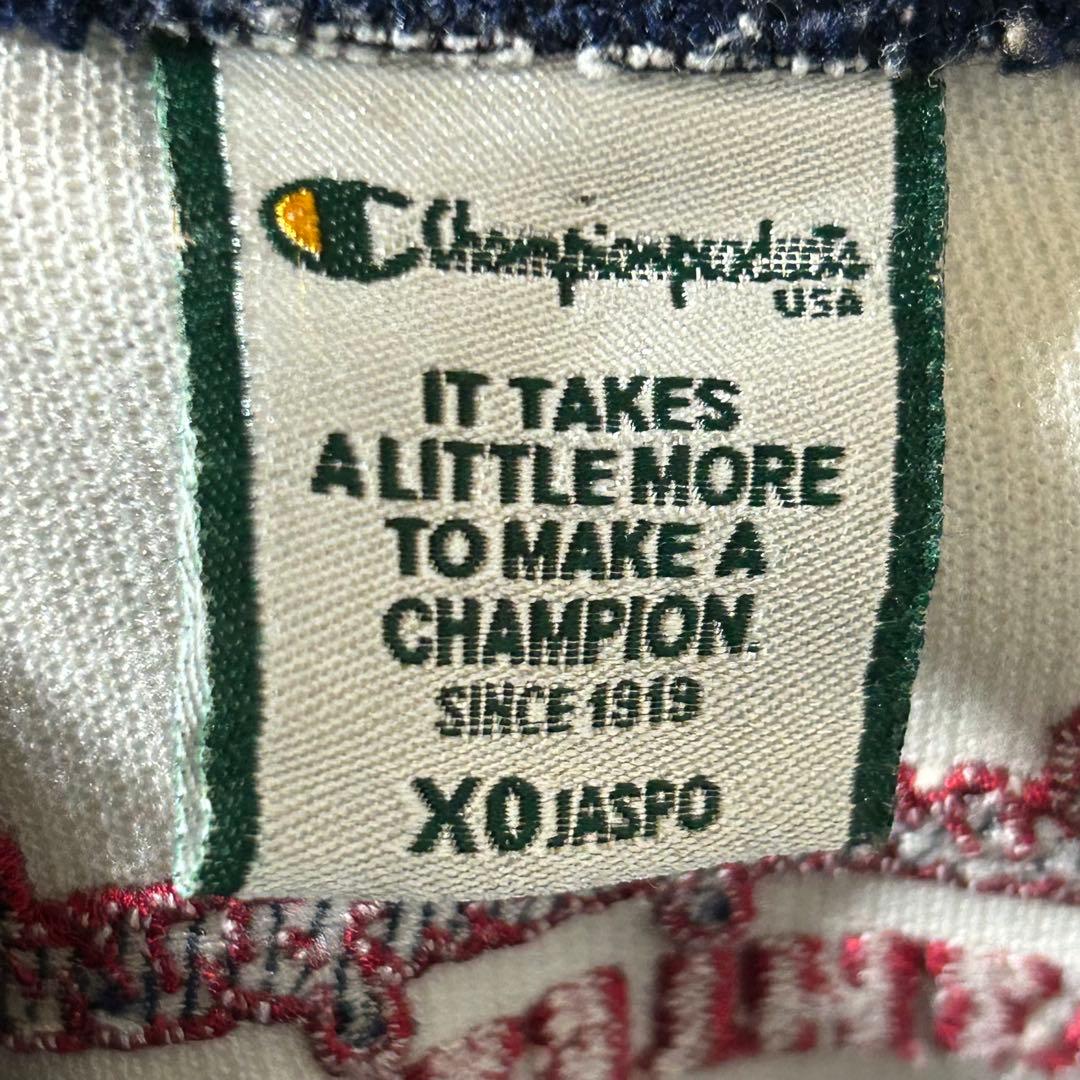 Championproducts
USA
IT TAKES
A LITTLE MORE
TO MAKE A
CHAMPION.
SINCE 1919
XO JASPO